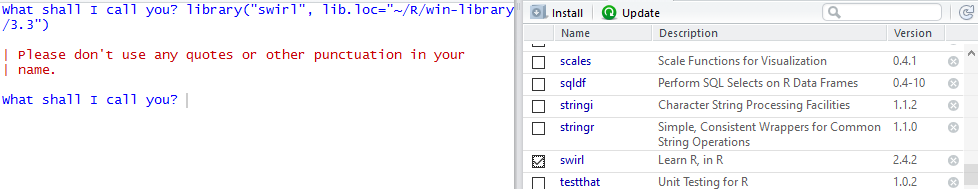 What shall I call you? library("swirl", lib.loc="~/R/win-library
/3.3")
| Please don't use any quotes or other punctuation in your
| name.
What shall I call you?
Install Update
Name Description Version
scales Scale Functions for Visualization 0.4.1
sqldf Perform SQL Selects on R Data Frames 0.4-10
stringi Character String Processing Facilities 1.1.2
stringr Simple, Consistent Wrappers for Common 1.1.0
String Operations
swirl Learn R, in R 2.4.2
testthat Unit Testing for R 1.0.2